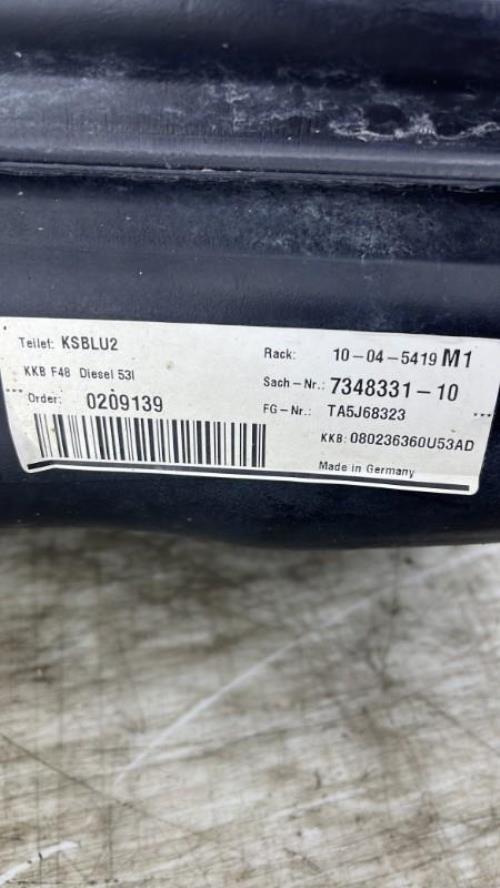 Teilet: KSBLU2
KKB F48 Diesel 53l
Order: 0209139
Rack: 10-04-5419 M1
Sach-Nr.: 7348331-10
FG-Nr.: TA5J68323
KKB: 080236360U53AD
Made in Germany